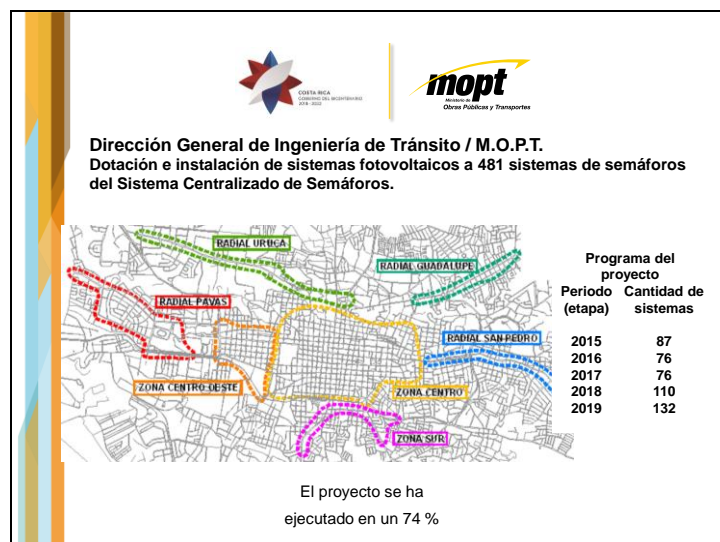 COSTA RICA
GOBIERNO DEL BICENTENARIO
2018 - 2022
mopt
Ministerio de
Obras Públicas y Transportes
Dirección General de Ingeniería de Tránsito / M.O.P.T.
Dotación e instalación de sistemas fotovoltaicos a 481 sistemas de semáforos
del Sistema Centralizado de Semáforos.
RADIAL URUCA
RADIAL GUADALUPE
RADIAL PAVAS
RADIAL SAN PEDRO
ZONA CENTRO OESTE
ZONA CENTRO
ZONA SUR
Programa del
proyecto
Periodo Cantidad de
(etapa) sistemas
2015 87
2016 76
2017 76
2018 110
2019 132
El proyecto se ha
ejecutado en un 74 %